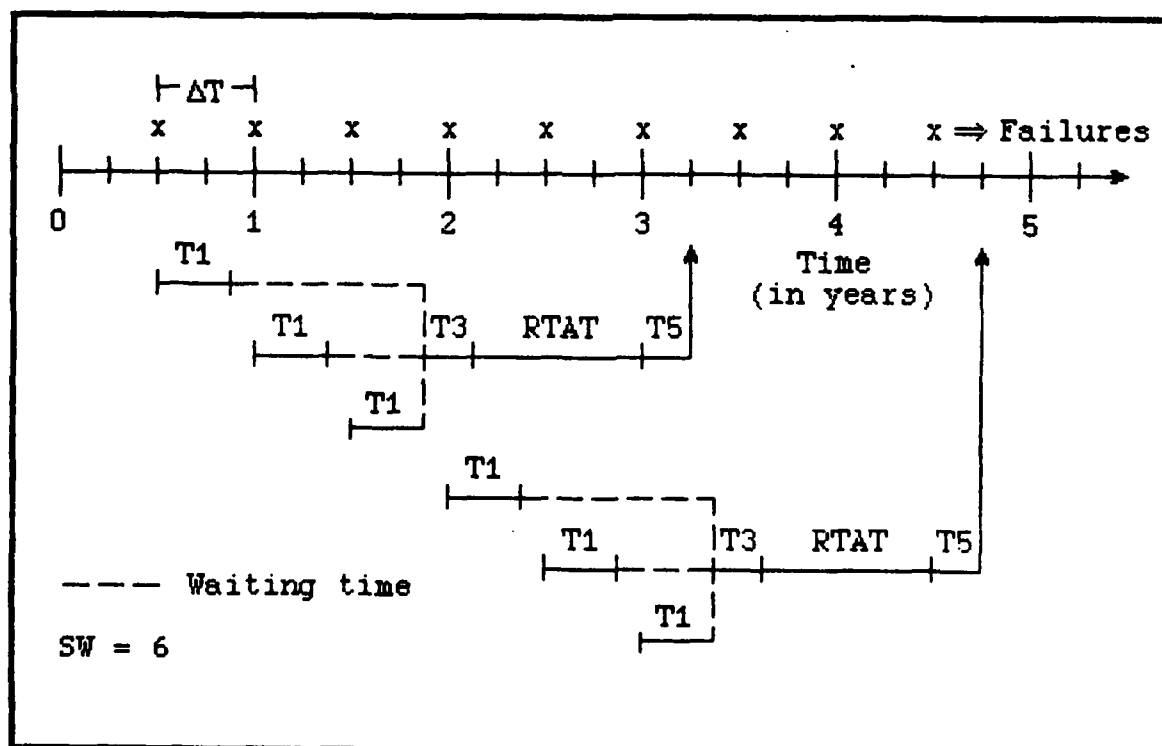 ΔT
x x x x x x x x x ⇒ Failures
0 1 2 3 4 5
Time
(in years)
T1
T1 T3 RTAT T5
T1
T1
T1 T3 RTAT T5
T1
---- Waiting time
SW = 6